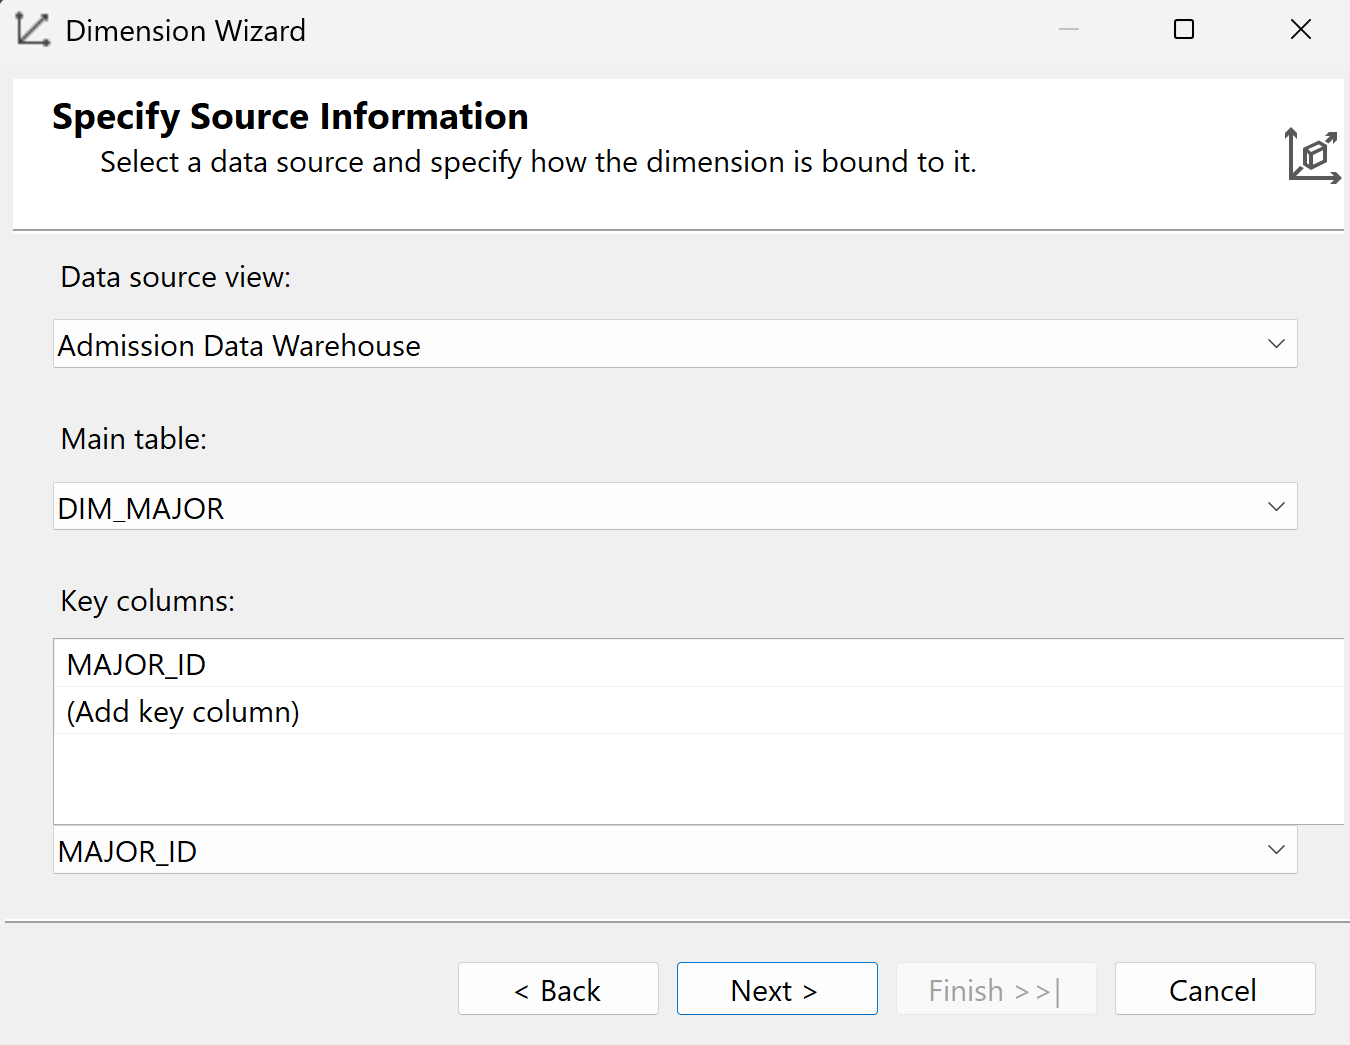 Dimension Wizard
Specify Source Information
Select a data source and specify how the dimension is bound to it.
Data source view:
Admission Data Warehouse
Main table:
DIM_MAJOR
Key columns:
MAJOR_ID
(Add key column)
MAJOR_ID
< Back
Next >
Finish >>|
Cancel